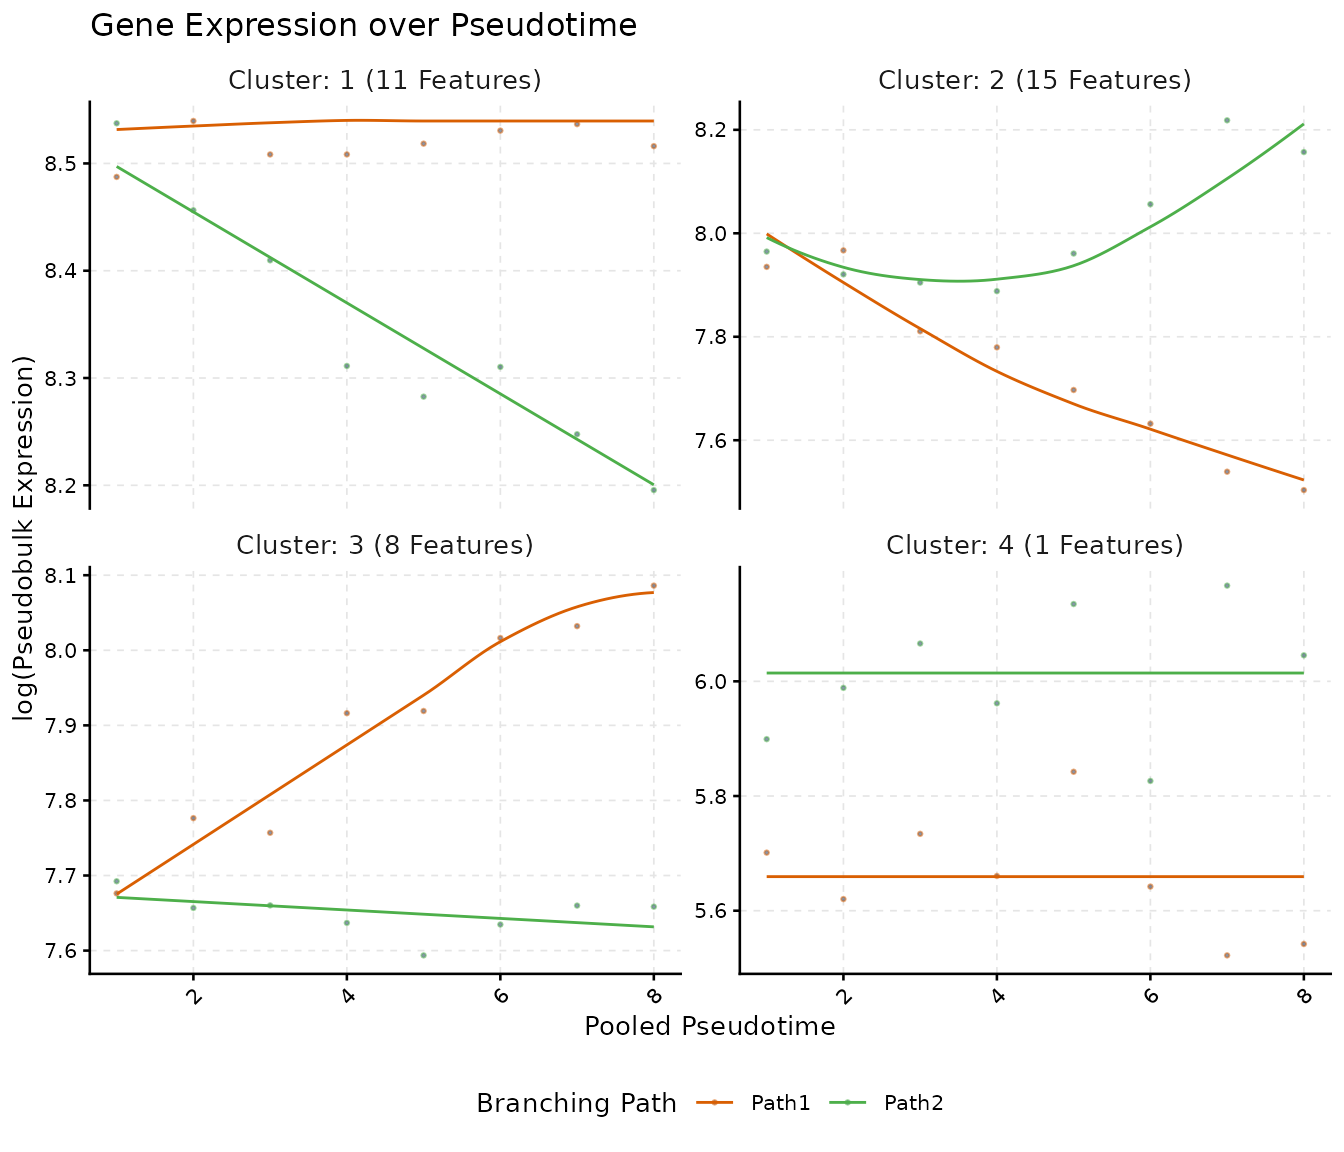 Gene Expression over Pseudotime
Cluster: 1 (11 Features)
Cluster: 2 (15 Features)
8.5
8.4
8.3
8.2
8.2
8.0
7.8
7.6
log(Pseudobulk Expression)
Cluster: 3 (8 Features)
Cluster: 4 (1 Features)
8.1
8.0
7.9
7.8
7.7
7.6
6.0
5.8
5.6
2 4 6 8
2 4 6 8
Pooled Pseudotime
Branching Path Path1 Path2